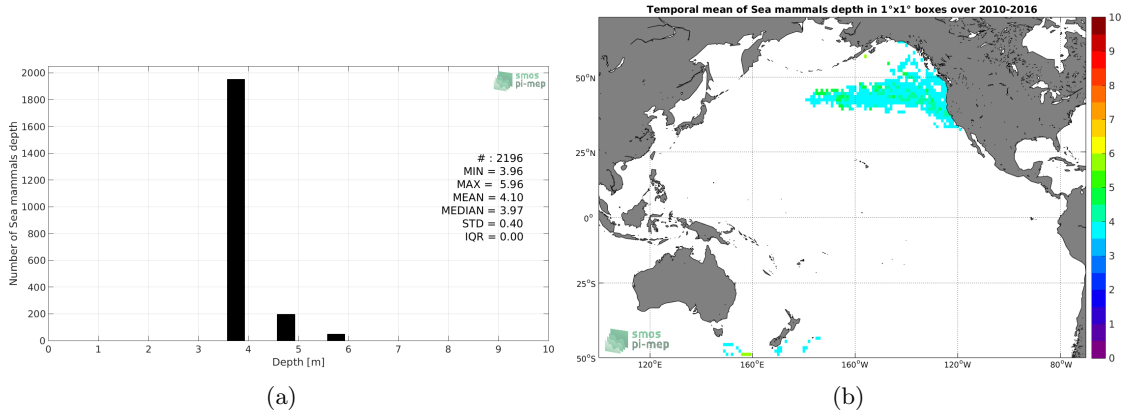 2000
1800
1600
1400
1200
1000
800
600
400
200
0
Number of Sea mammals depth
smos
pi-mep
# : 2196
MIN = 3.96
MAX = 5.96
MEAN = 4.10
MEDIAN = 3.97
STD = 0.40
IQR = 0.00
0 1 2 3 4 5 6 7 8 9 10
Depth [m]
(a)
Temporal mean of Sea mammals depth in 1°x1° boxes over 2010-2016
50°N
25°N
0°
25°S
50°S
120°E 160°E 160°W 120°W 80°W
smos
pi-mep
10
9
8
7
6
5
4
3
2
1
0
(b)